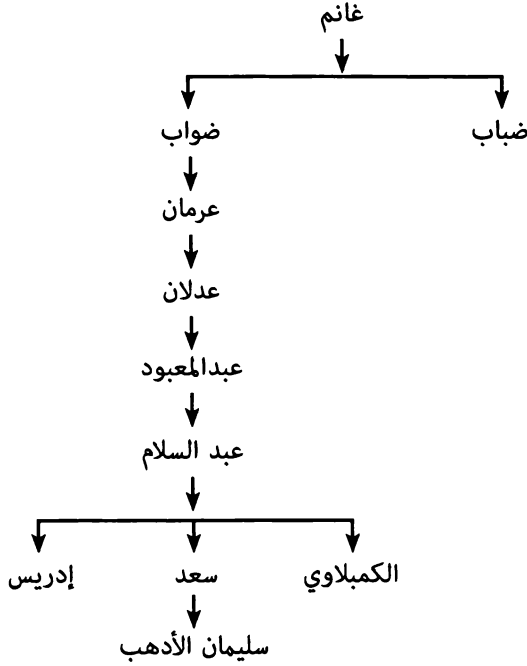 غانم
ضباب ضواب
عرمان
عدلان
عبدالمعبود
عبد السلام
الكمبلاوي سعد إدريس
سليمان الأدهب